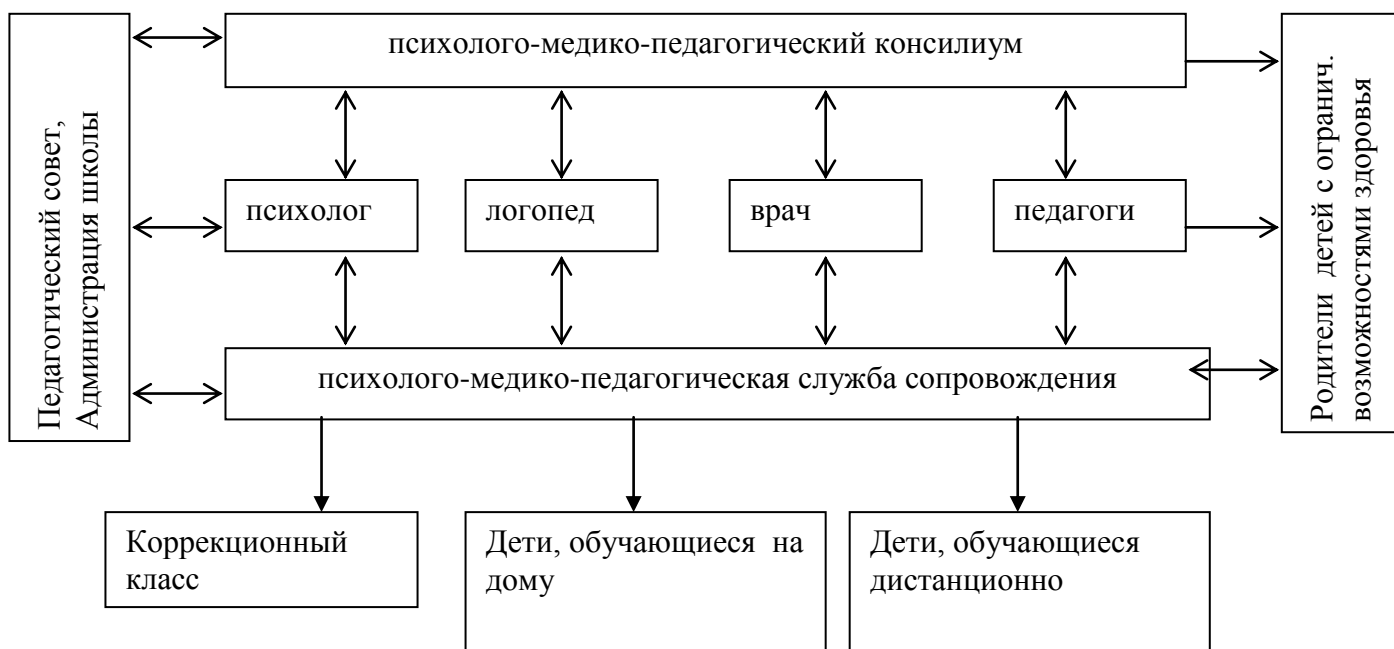 психолого-медико-педагогический консилиум
Педагогический совет,
Администрация школы
Родители детей с огранич.
возможностями здоровья
психолог
логопед
врач
педагоги
психолого-медико-педагогическая служба сопровождения
Коррекционный
класс
Дети, обучающиеся на
дому
Дети, обучающиеся
дистанционно